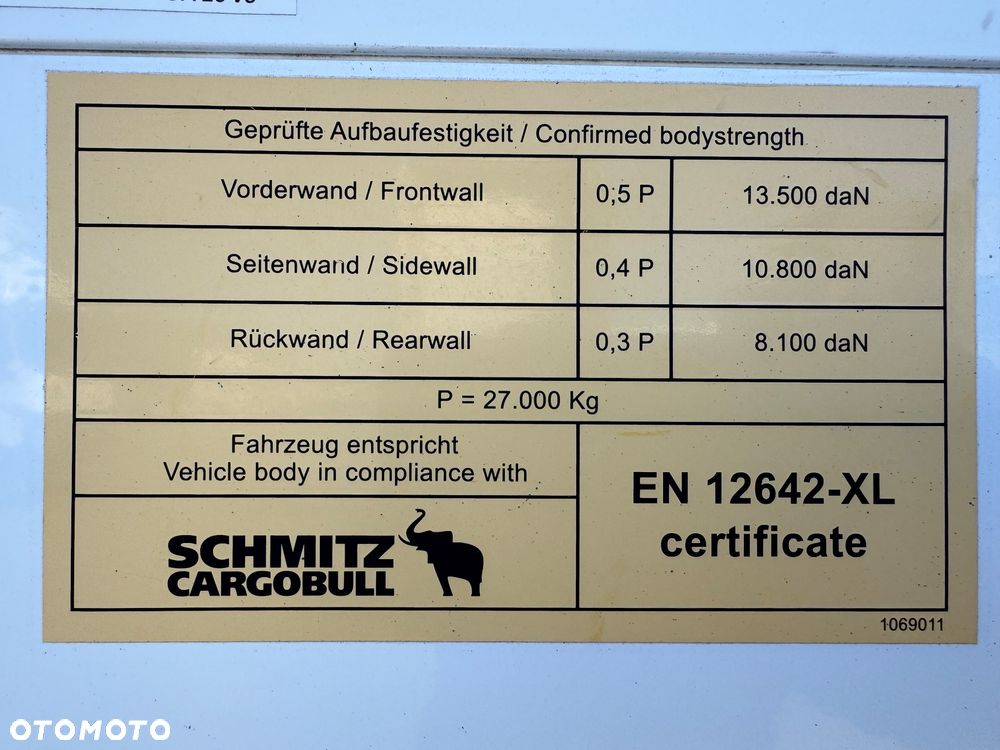 Geprüfte Aufbaufestigkeit / Confirmed bodystrength
Vorderwand / Frontwall 0,5 P 13.500 daN
Seitenwand / Sidewall 0,4 P 10.800 daN
Rückwand / Rearwall 0,3 P 8.100 daN
P = 27.000 Kg
Fahrzeug entspricht
Vehicle body in compliance with
SCHMITZ
CARGOBULL
EN 12642-XL
certificate
1069011
OTOMOTO